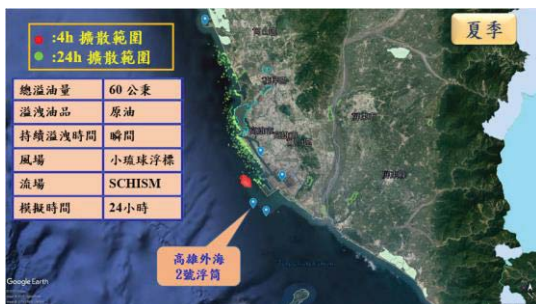 夏季
:4h 擴散範圍
:24h 擴散範圍
總溢油量 60 公秉
溢洩油品 原油
持續溢洩時間 瞬間
風場 小琉球浮標
流場 SCHISM
模擬時間 24小時
高雄外海
2號浮筒
Google Earth